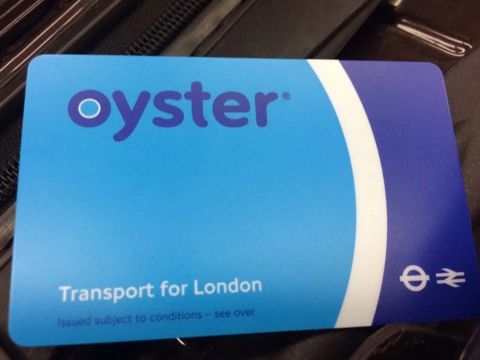 oyster®
Transport for London
Issued subject to conditions – see over